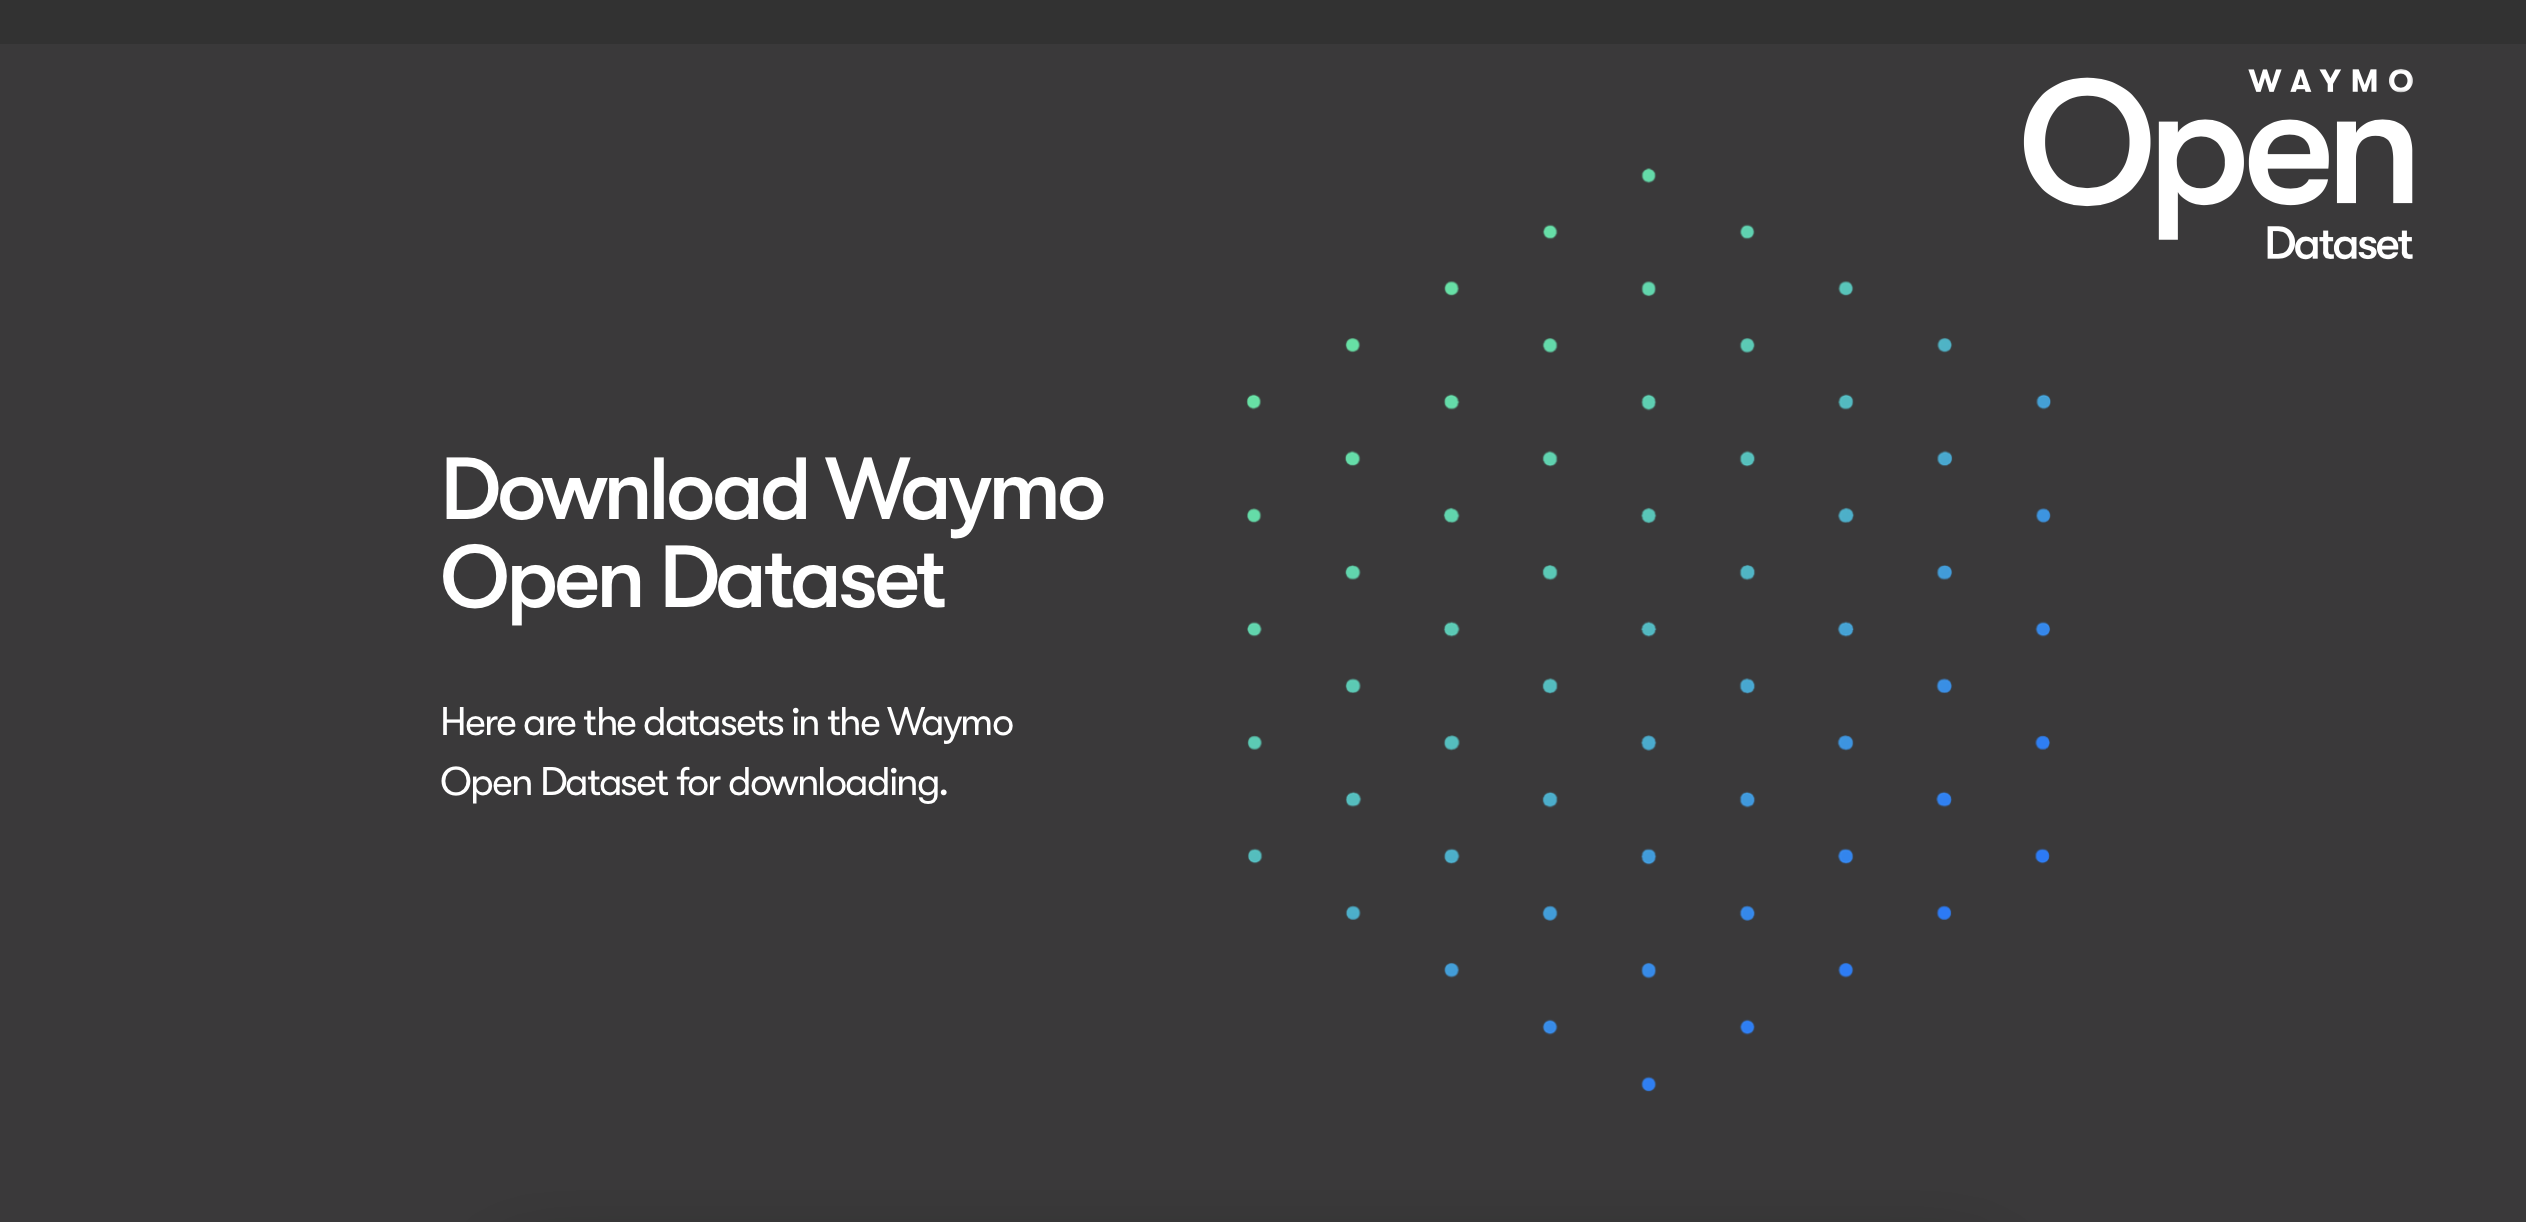 WAYMO
Open
Dataset
Download Waymo
Open Dataset
Here are the datasets in the Waymo
Open Dataset for downloading.